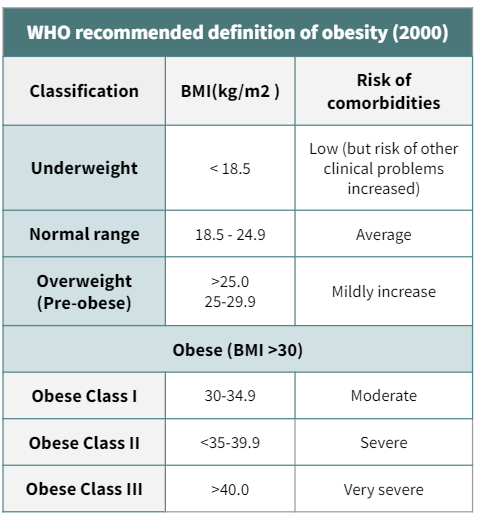 WHO recommended definition of obesity (2000)
Classification BMI(kg/m2 ) Risk of
comorbidities
Underweight < 18.5 Low (but risk of other
clinical problems
increased)
Normal range 18.5 - 24.9 Average
Overweight
(Pre-obese) >25.0
25-29.9 Mildly increase
Obese (BMI >30)
Obese Class I 30-34.9 Moderate
Obese Class II <35-39.9 Severe
Obese Class III >40.0 Very severe